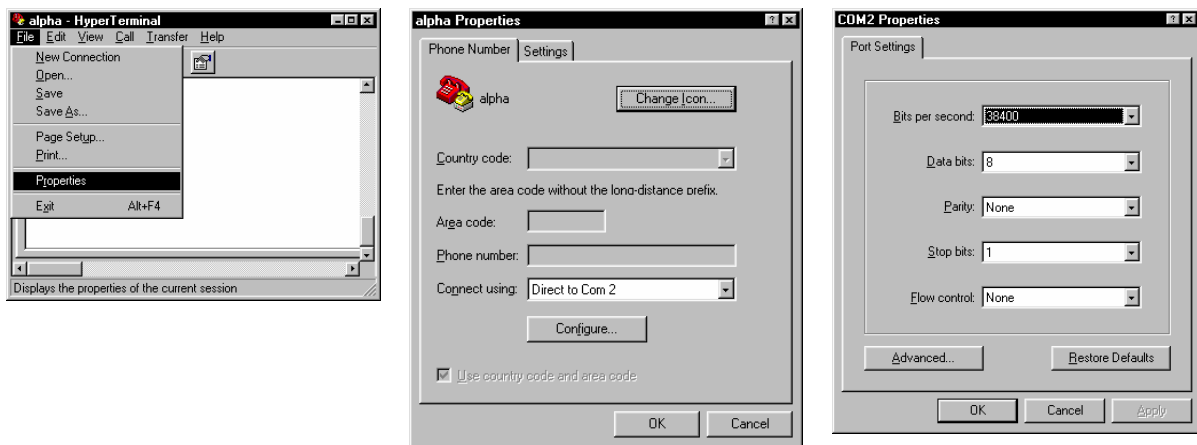 alpha - HyperTerminal
File Edit View Call Transfer Help
New Connection
Open...
Save
Save As...
Page Setup...
Print...
Properties
Exit Alt+F4
Displays the properties of the current session
alpha Properties
Phone Number Settings
alpha
Change Icon...
Country code:
Enter the area code without the long-distance prefix.
Area code:
Phone number:
Connect using: Direct to Com 2
Configure...
Use country code and area code
OK Cancel
COM2 Properties
Port Settings
Bits per second: 38400
Data bits: 8
Parity: None
Stop bits: 1
Flow control: None
Advanced... Restore Defaults
OK Cancel Apply